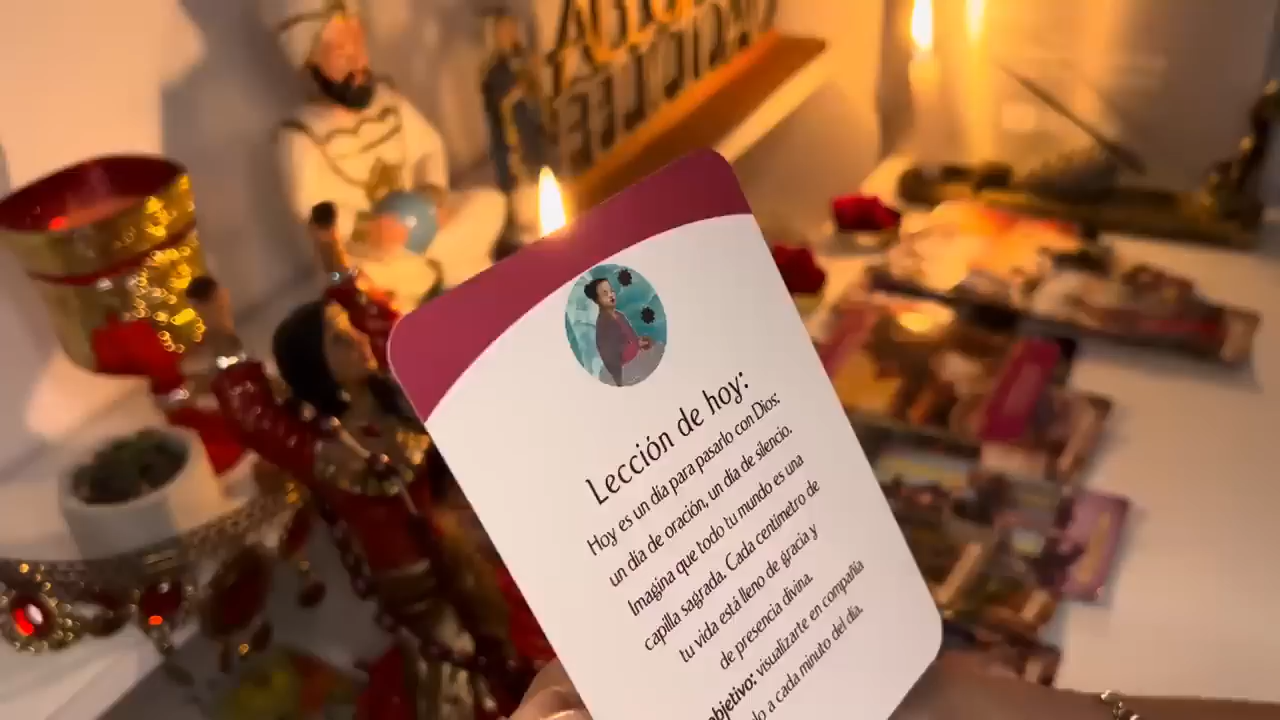 Lección de hoy:
Hoy es un día para pasarlo con Dios:
un día de oración, un día de silencio.
Imagina que todo tu mundo es una
capilla sagrada. Cada centímetro de
tu vida está lleno de gracia y
de presencia divina.
objetivo: visualizarte en compañía
a cada minuto del día.